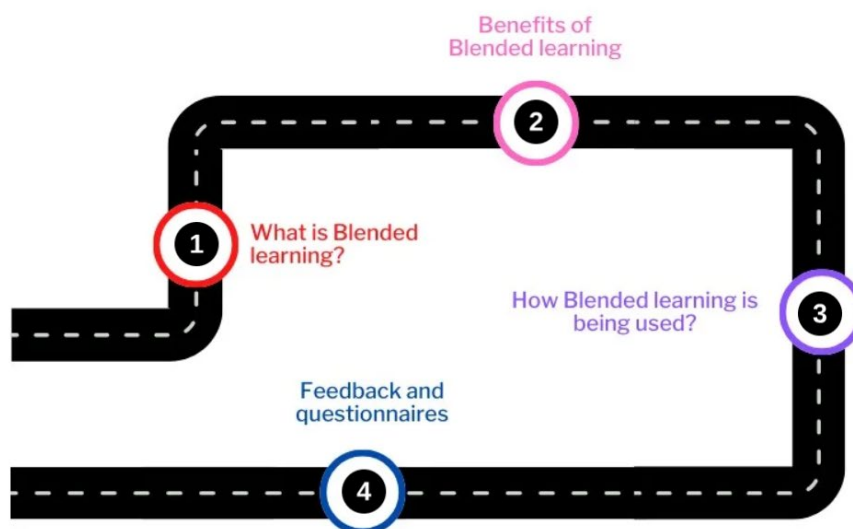 1
What is Blended
learning?
2
Benefits of
Blended learning
3
How Blended learning is
being used?
4
Feedback and
questionnaires